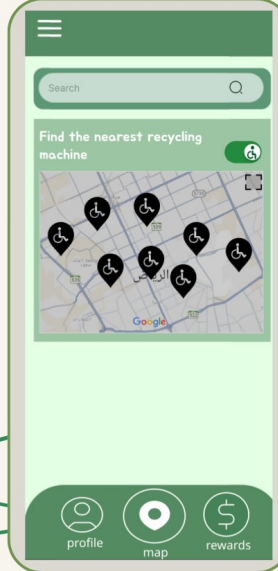 Search
Find the nearest recycling
machine
الرياض
Google
profile
map
rewards